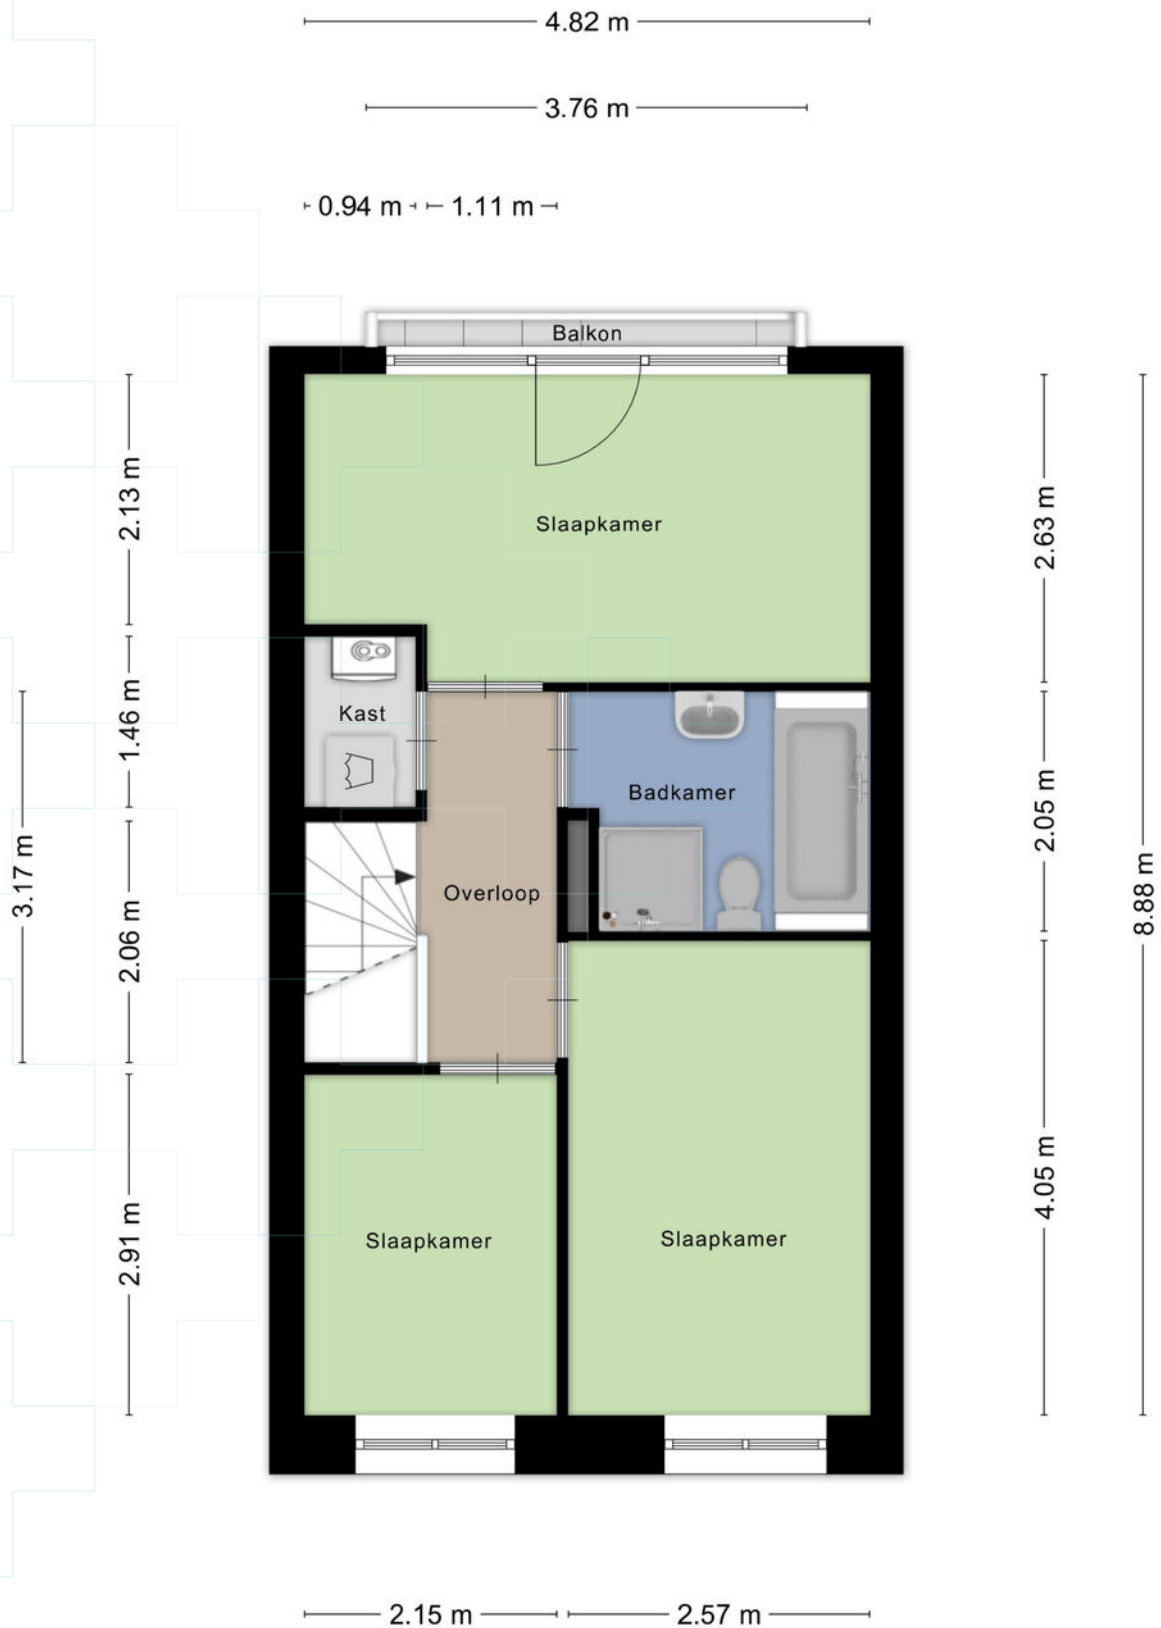 4.82 m
3.76 m
0.94 m
1.11 m
Balkon
2.13 m
Slaapkamer
2.63 m
1.46 m
Kast
Badkamer
2.05 m
3.17 m
Overloop
8.88 m
2.06 m
4.05 m
2.91 m
Slaapkamer
Slaapkamer
2.15 m
2.57 m